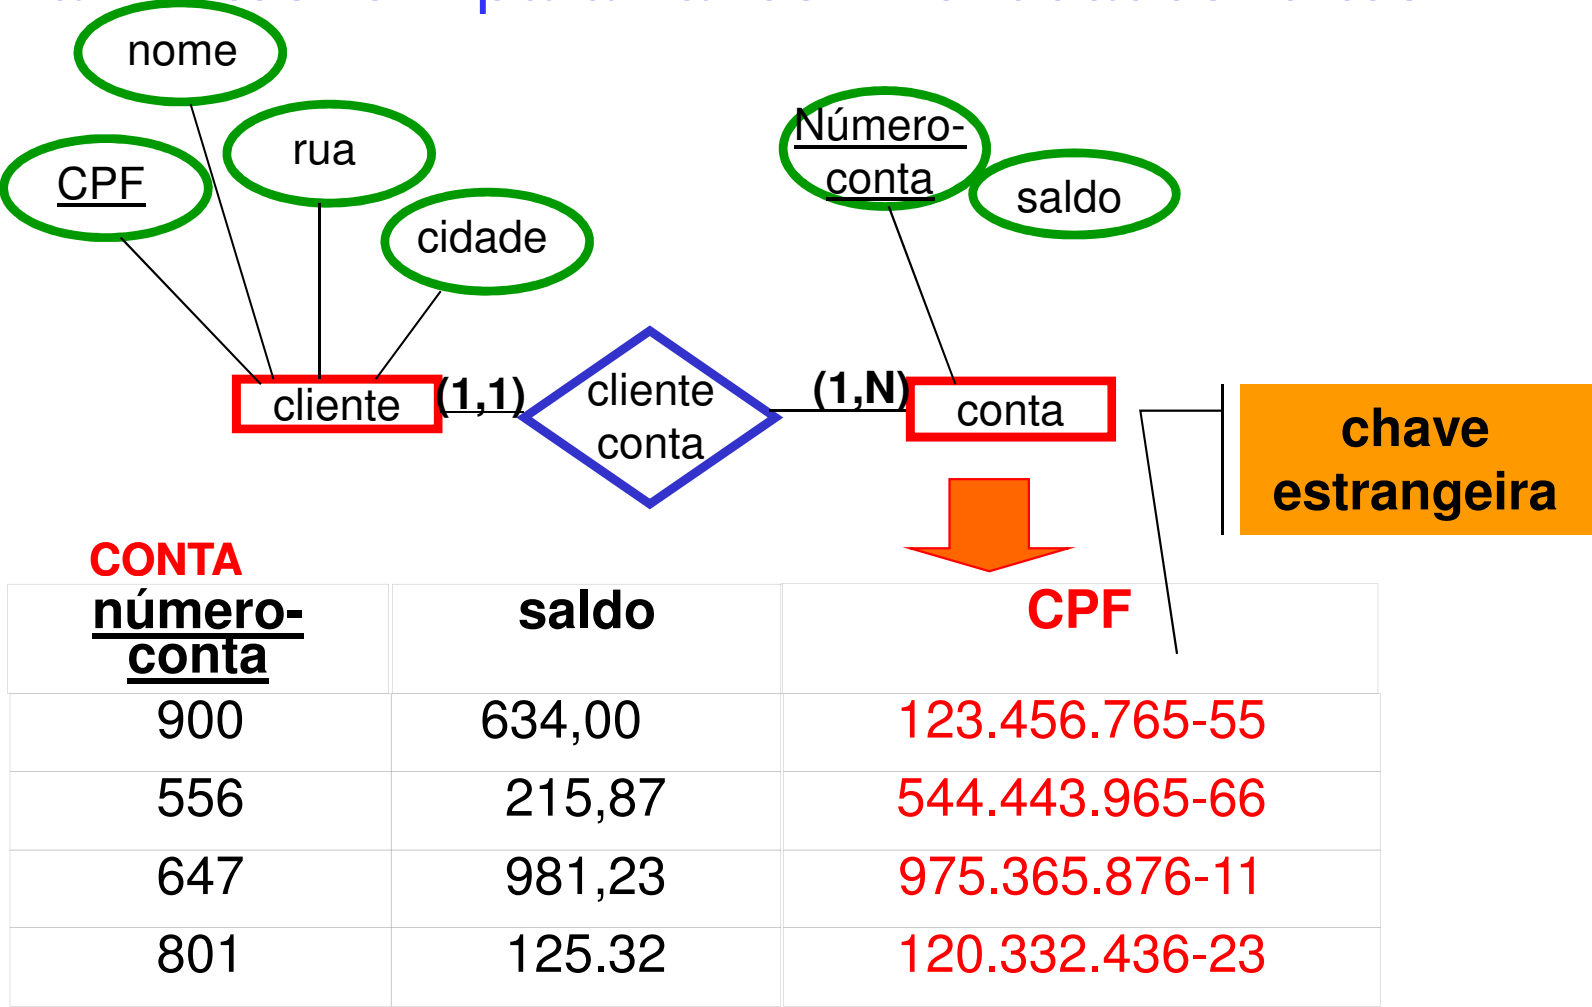 nome
rua
CPF
cidade
Número-
conta
saldo
cliente
(1,1)
cliente
conta
(1,N)
conta
chave
estrangeira
CONTA
número-
conta
saldo
CPF
900
634,00
123.456.765-55
556
215,87
544.443.965-66
647
981,23
975.365.876-11
801
125.32
120.332.436-23